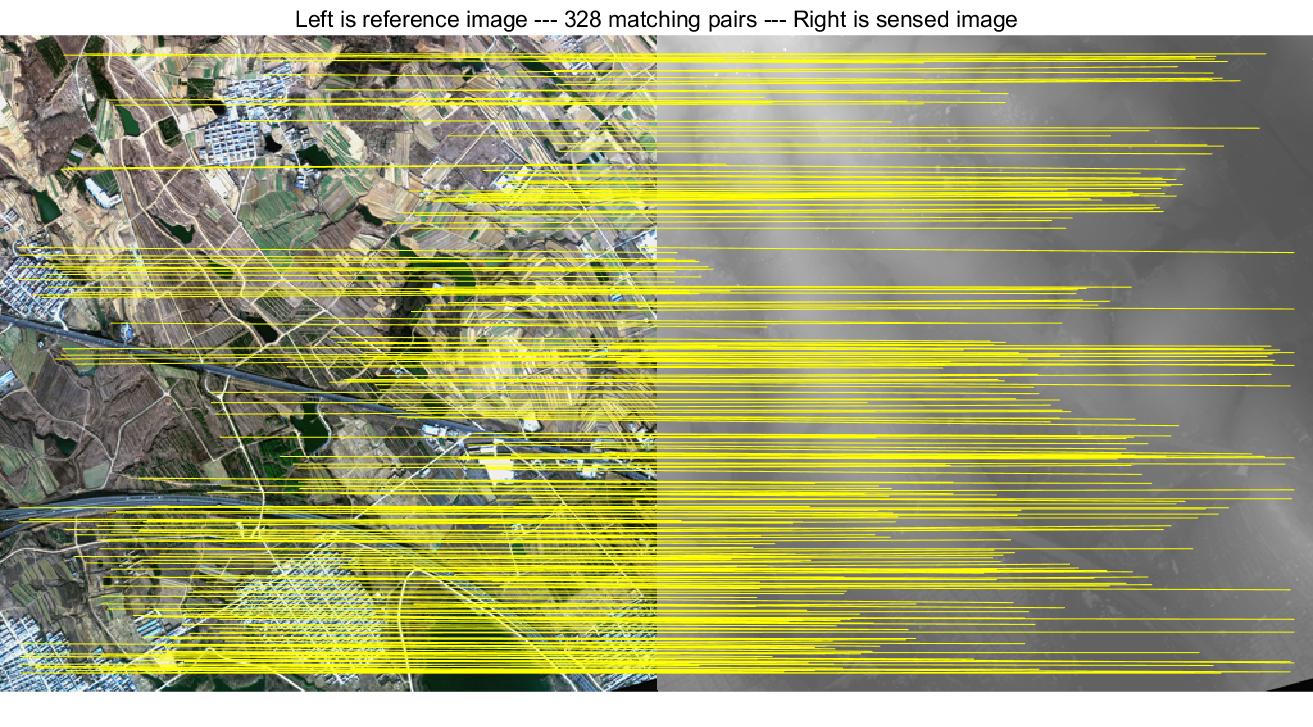 Left is reference image --- 328 matching pairs --- Right is sensed image